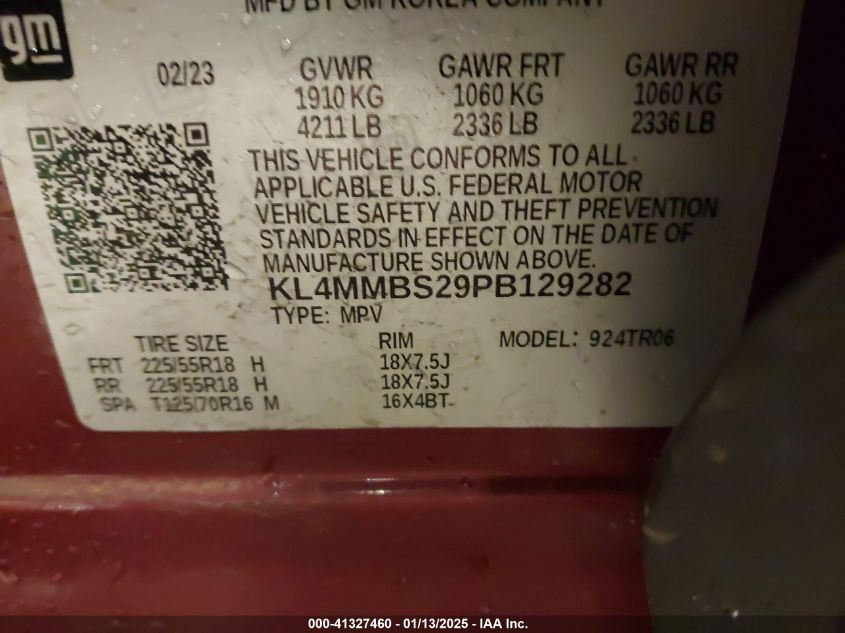 MFD BY GM KOREA COMPANY
gm
02/23 GVWR GAWR FRT GAWR RR
1910 KG 1060 KG 1060 KG
4211 LB 2336 LB 2336 LB
THIS VEHICLE CONFORMS TO ALL
APPLICABLE U.S. FEDERAL MOTOR
VEHICLE SAFETY AND THEFT PREVENTION
STANDARDS IN EFFECT ON THE DATE OF
MANUFACTURE SHOWN ABOVE.
KL4MMBS29PB129282
TYPE: MPV
TIRE SIZE RIM MODEL: 924TR06
FRT 225/55R18 H 18X7.5J
RR 225/55R18 H 18X7.5J
SPA T125/70R16 M 16X4BT
000-41327460 - 01/13/2025 - IAA Inc.